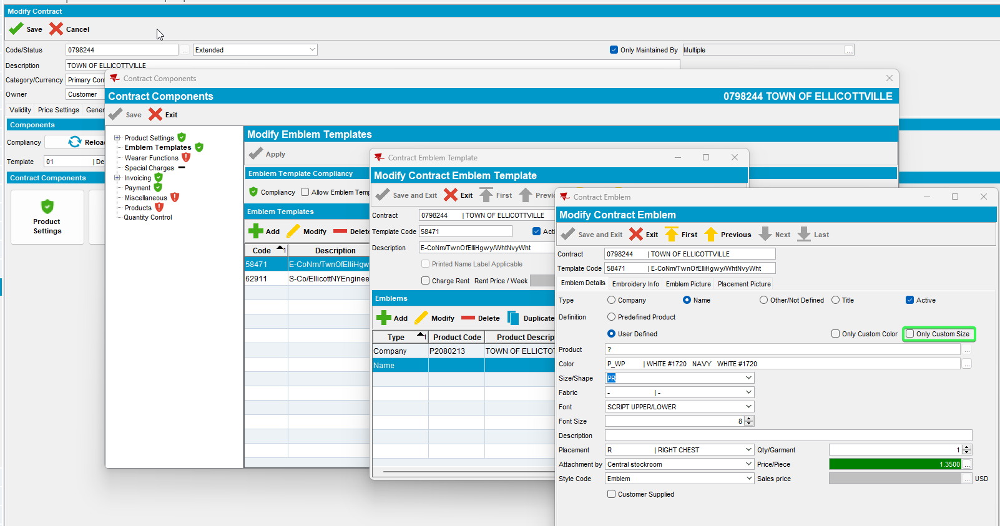 Modify Contract
Save Cancel
Code/Status 0798244 ... Extended Only Maintained By Multiple ...
Description TOWN OF ELLICOTTVILLE
Category/Currency Primary Con
Owner Customer
Validity Price Settings Gener
Components
Compliancy Reloa
Template 01 | De
Contract Components
Product
Settings
Contract Components
Contract Components 0798244 TOWN OF ELLICOTTVILLE
Save Exit
Product Settings
Emblem Templates
Wearer Functions
Special Charges
Invoicing
Payment
Miscellaneous
Products
Quantity Control
Modify Emblem Templates
Apply
Emblem Template Compliancy
Compliancy Allow Emblem Temp
Emblem Templates
Add Modify Delete
Code 1 Description
58471 E-CoNm/TwnOfElliHgw
62911 S-Co/EllicottNYEnginee
Contract Emblem Template
Modify Contract Emblem Template
Save and Exit Exit First Previo
Contract 0798244 | TOWN OF ELLICOTTVILLE
Template Code 58471 Acti
Description E-CoNm/TwnOfElliHgwy/WhtNvyWht
Printed Name Label Applicable
Charge Rent Rent Price / Week
Emblems
Add Modify Delete Duplicate
Type 1 Product Code Product Descrip
Company P2080213 TOWN OF ELLICTOT
Name
Contract Emblem
Modify Contract Emblem
Save and Exit Exit First Previous Next Last
Contract 0798244 | TOWN OF ELLICOTTVILLE
Template Code 58471 | E-CoNm/TwnOfElliHgwy/WhtNvyWht
Emblem Details Embroidery Info Emblem Picture Placement Picture
Type Company Name Other/Not Defined Title Active
Definition Predefined Product
User Defined Only Custom Color Only Custom Size
Product ? ...
Color P_WP | WHITE #1720 NAVY WHITE #1720 ...
Size/Shape PR
Fabric - | -
Font SCRIPT UPPER/LOWER
Font Size 8
Description
Placement R | RIGHT CHEST Qty/Garment 1
Attachment by Central stockroom Price/Piece 1.3500 ...
Style Code Emblem Sales price ... USD
Customer Supplied